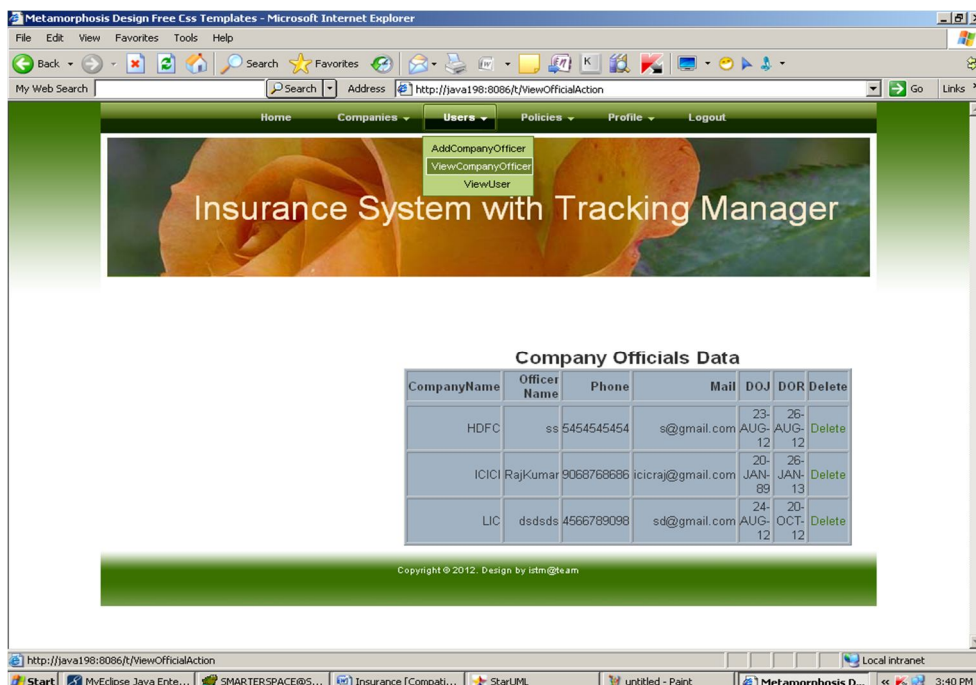 Metamorphosis Design Free Css Templates - Microsoft Internet Explorer
File Edit View Favorites Tools Help
Back Search Favorites
My Web Search Search Address http://java198:8086/t/ViewOfficialAction Go Links
Home Companies Users Policies Profile Logout
AddCompanyOfficer
ViewCompanyOfficer
ViewUser
Insurance System with Tracking Manager
Company Officials Data
CompanyName Officer Name Phone Mail DOJ DOR Delete
HDFC ss 5454545454 s@gmail.com 23-AUG-12 26-AUG-12 Delete
ICICI RajKumar 9068768686 icicraj@gmail.com 20-JAN-89 26-JAN-13 Delete
LIC dsdsds 4566789098 sd@gmail.com 24-AUG-12 20-OCT-12 Delete
Copyright © 2012. Design by istm@team
http://java198:8086/t/ViewOfficialAction Local intranet
Start MyEclipse Java Ente... SMARTERSPACE@S... Insurance [Compati... StarUML untitled - Paint Metamorphosis D... 3:40 PM